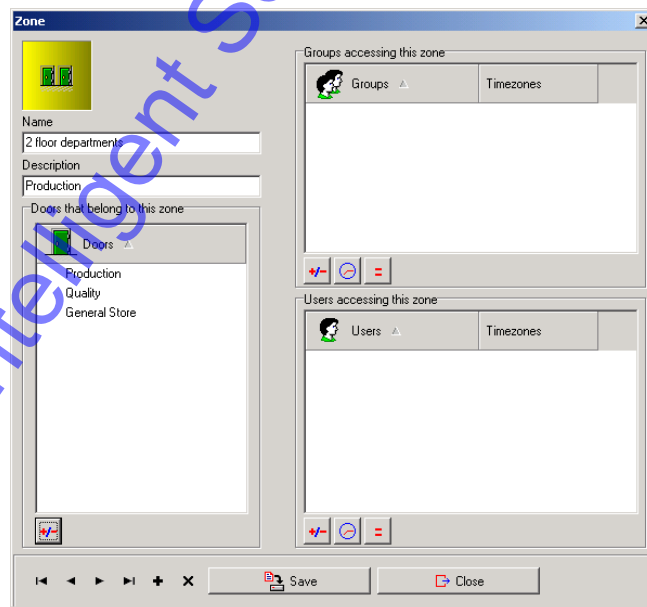 Zone
Groups accessing this zone
Groups
Timezones
Name
2 floor departments
Description
Production
Doors that belong to this zone
Doors
Production
Quality
General Store
+/-
=
Users accessing this zone
Users
Timezones
+/-
+/-
=
Save
Close
Intelligent